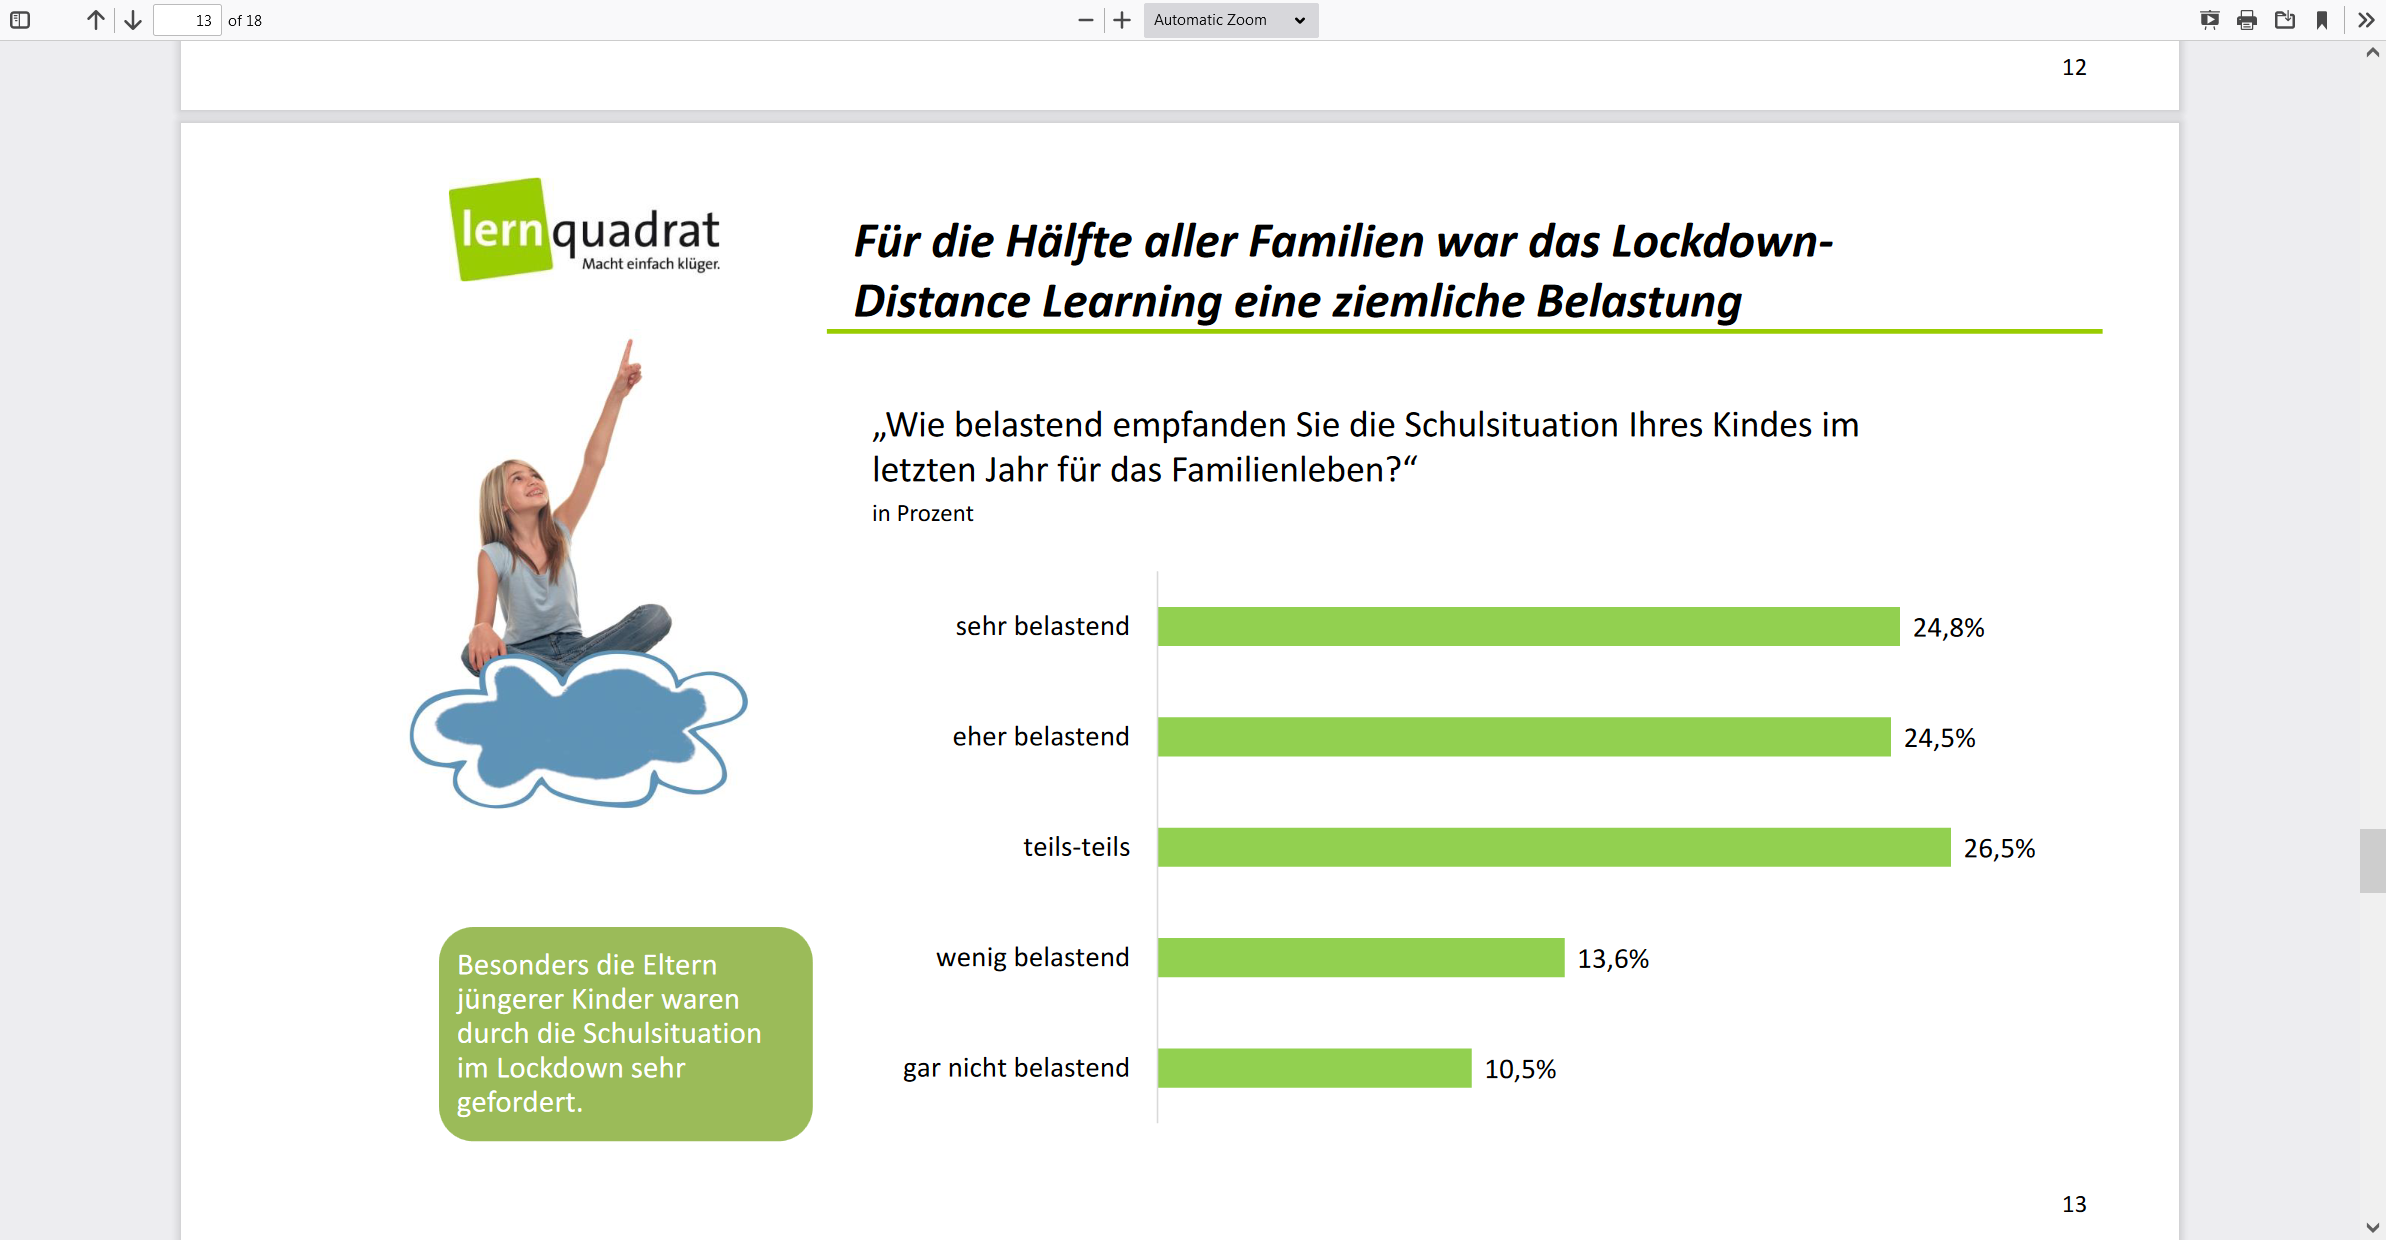 13 of 18
Automatic Zoom
12
lernquadrat
Macht einfach klüger.
Für die Hälfte aller Familien war das Lockdown-
Distance Learning eine ziemliche Belastung
„Wie belastend empfanden Sie die Schulsituation Ihres Kindes im
letzten Jahr für das Familienleben?“
in Prozent
sehr belastend 24,8%
eher belastend 24,5%
teils-teils 26,5%
wenig belastend 13,6%
gar nicht belastend 10,5%
Besonders die Eltern
jüngerer Kinder waren
durch die Schulsituation
im Lockdown sehr
gefordert.
13